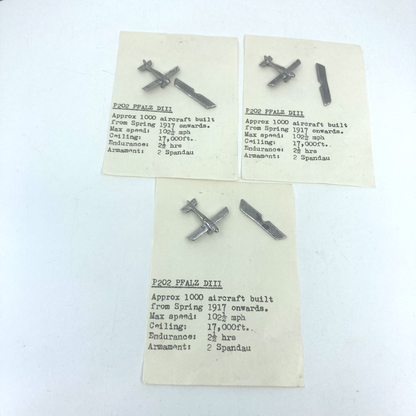 P202 PFALZ DIII
Approx 1000 aircraft built
from Spring 1917 onwards.
Max speed: 102½ mph
Ceiling: 17,000ft.
Endurance: 2½ hrs
Armament: 2 Spandau
P202 PFALZ DIII
Approx 1000 aircraft built
from Spring 1917 onwards.
Max speed: 102½ mph
Ceiling: 17,000ft.
Endurance: 2½ hrs
Armament: 2 Spandau
P202 PFALZ DIII
Approx 1000 aircraft built
from Spring 1917 onwards.
Max speed: 102½ mph
Ceiling: 17,000ft.
Endurance: 2½ hrs
Armament: 2 Spandau